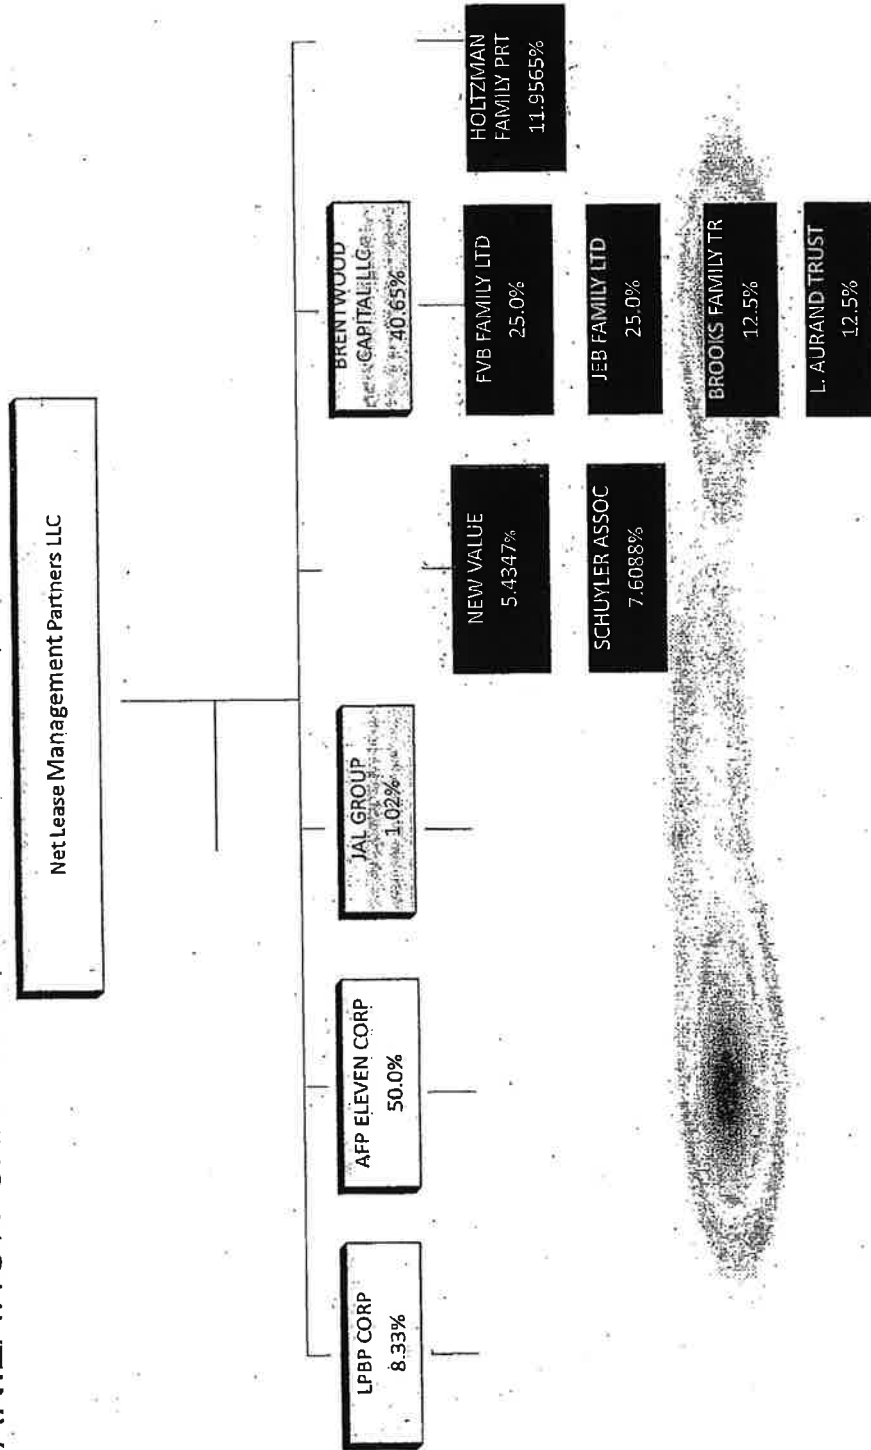 Net Lease Management Partners LLC
LPBP CORP
8.33%
AFP ELEVEN CORP
50.0%
JAL GROUP
1.02%
BRENTWOOD
CAPITAL LLC
40.65%
NEW VALUE
5.4347%
SCHUYLER ASSOC
7.6088%
FVB FAMILY LTD
25.0%
JEB FAMILY LTD
25.0%
BROOKS FAMILY TR
12.5%
L. AURAND TRUST
12.5%
HOLTZMAN
FAMILY PRT
11.9565%